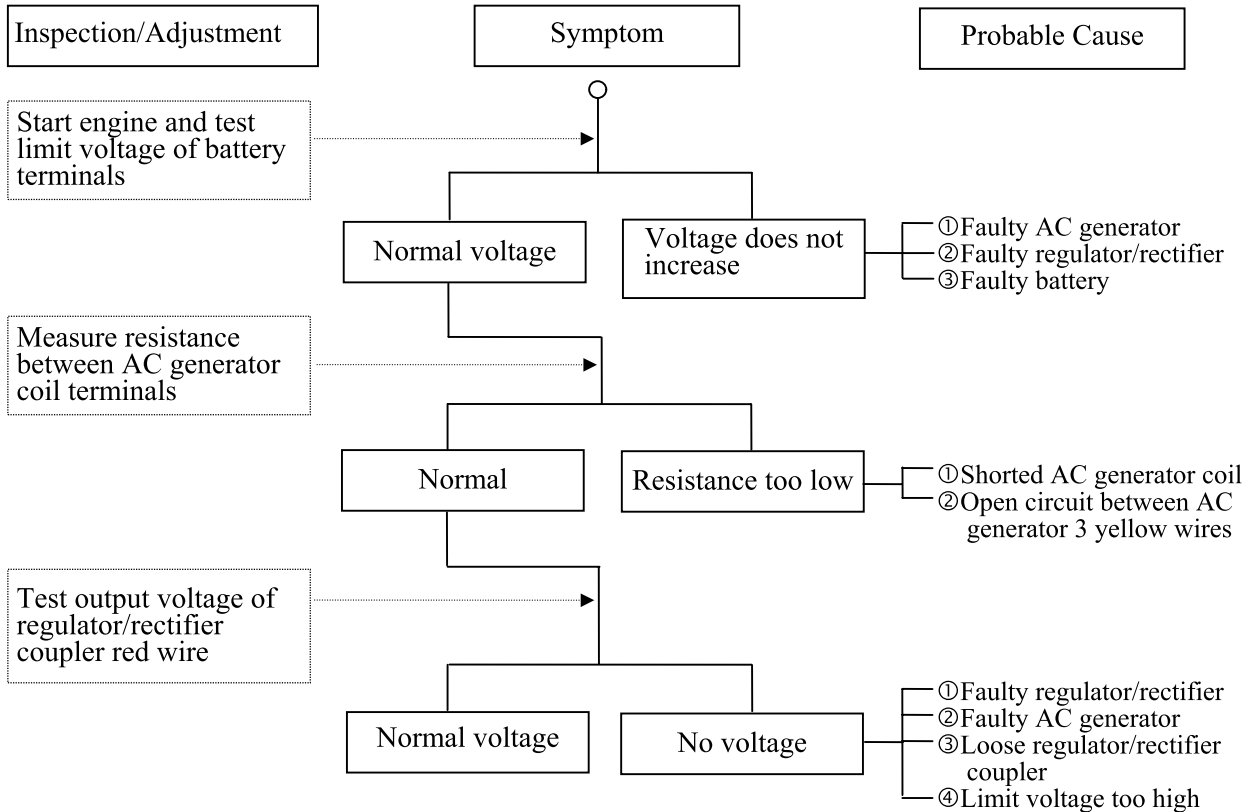 Inspection/Adjustment
Symptom
Probable Cause
Start engine and test
limit voltage of battery
terminals
Normal voltage
Voltage does not
increase
①Faulty AC generator
②Faulty regulator/rectifier
③Faulty battery
Measure resistance
between AC generator
coil terminals
Normal
Resistance too low
①Shorted AC generator coil
②Open circuit between AC
generator 3 yellow wires
Test output voltage of
regulator/rectifier
coupler red wire
Normal voltage
No voltage
①Faulty regulator/rectifier
②Faulty AC generator
③Loose regulator/rectifier
coupler
④Limit voltage too high